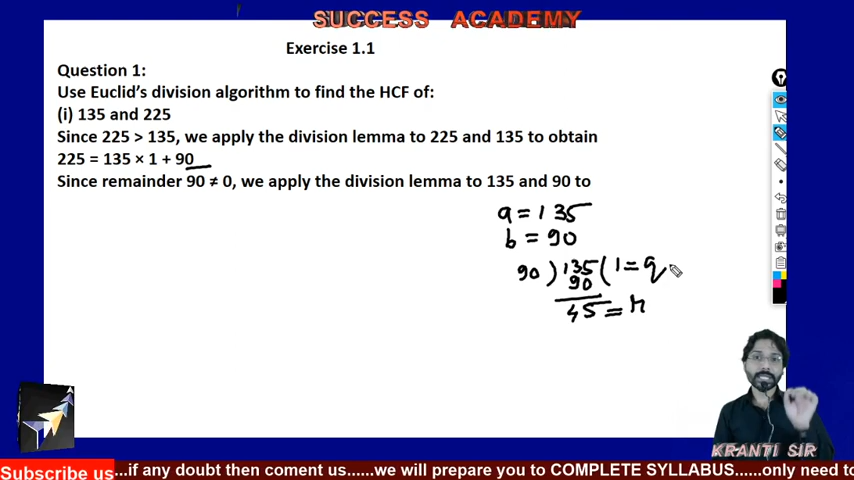 SUCCESS ACADEMY
Exercise 1.1
Question 1:
Use Euclid's division algorithm to find the HCF of:
(i) 135 and 225
Since 225 > 135, we apply the division lemma to 225 and 135 to obtain
225 = 135 × 1 + 90
Since remainder 90 ≠ 0, we apply the division lemma to 135 and 90 to
a = 135
b = 90
90 ) 135 ( 1 = q
90
45 = r
KRANTI SIR
Subscribe us...if any doubt then coment us......we will prepare you to COMPLETE SYLLABUS......only need to